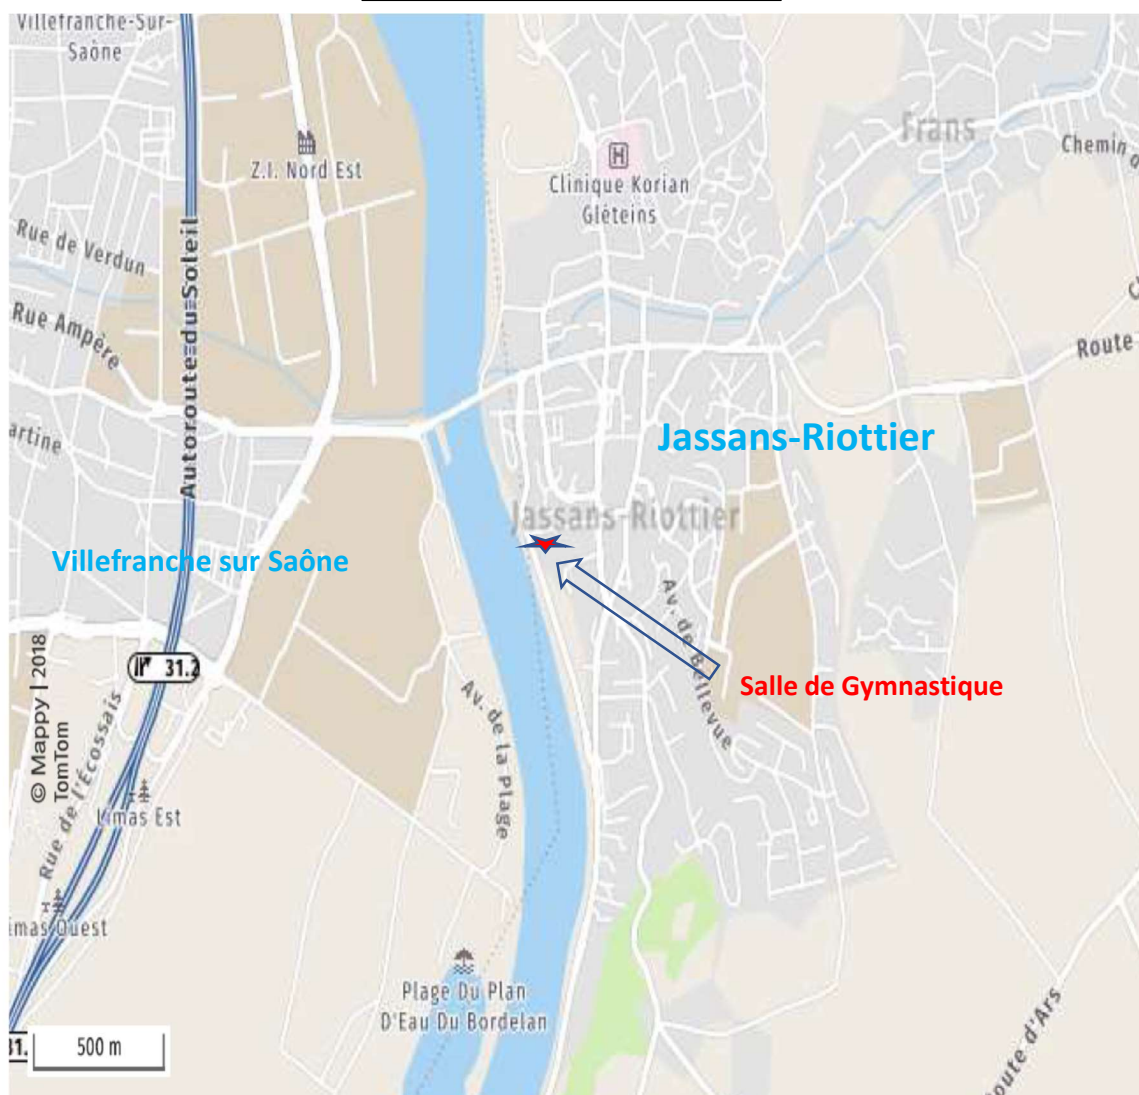 Villefranche-Sur-
Saône
Z.I. Nord Est
Clinique Korian
Gléteins
Frans
Chemin d
Rue de Verdun
Autoroute du Soleil
Rue Ampère
Route
artine
Jassans-Riottier
Jassans-Riottier
Villefranche sur Saône
Av. de Bellevue
31.2
Salle de Gymnastique
© Mappy | 2018
TomTom
Rue de l'Écossais
Av. de la Plage
Limas Est
imas Ouest
Plage Du Plan
D'Eau Du Bordelan
Route d'Ars
31.
500 m